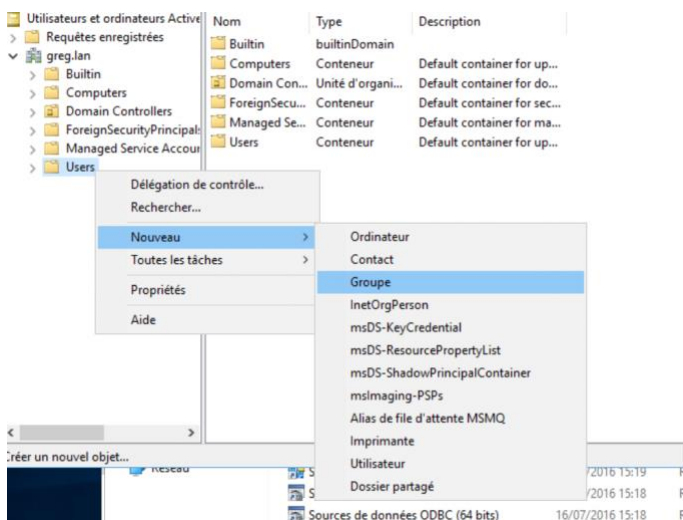 Utilisateurs et ordinateurs Active
Requêtes enregistrées
greg.lan
Builtin
Computers
Domain Controllers
ForeignSecurityPrincipals
Managed Service Accour
Users
Nom Type Description
Builtin builtinDomain
Computers Conteneur Default container for up...
Domain Con... Unité d'organi... Default container for do...
ForeignSecu... Conteneur Default container for sec...
Managed Se... Conteneur Default container for ma...
Users Conteneur Default container for up...
Délégation de contrôle...
Rechercher...
Nouveau
Toutes les tâches
Propriétés
Aide
Ordinateur
Contact
Groupe
InetOrgPerson
msDS-KeyCredential
msDS-ResourcePropertyList
msDS-ShadowPrincipalContainer
msImaging-PSPs
Alias de file d'attente MSMQ
Imprimante
Utilisateur
Dossier partagé
Créer un nouvel objet...
Réseau
S /2016 15:19 F
S /2016 15:18 F
Sources de données ODBC (64 bits) 16/07/2016 15:18 F